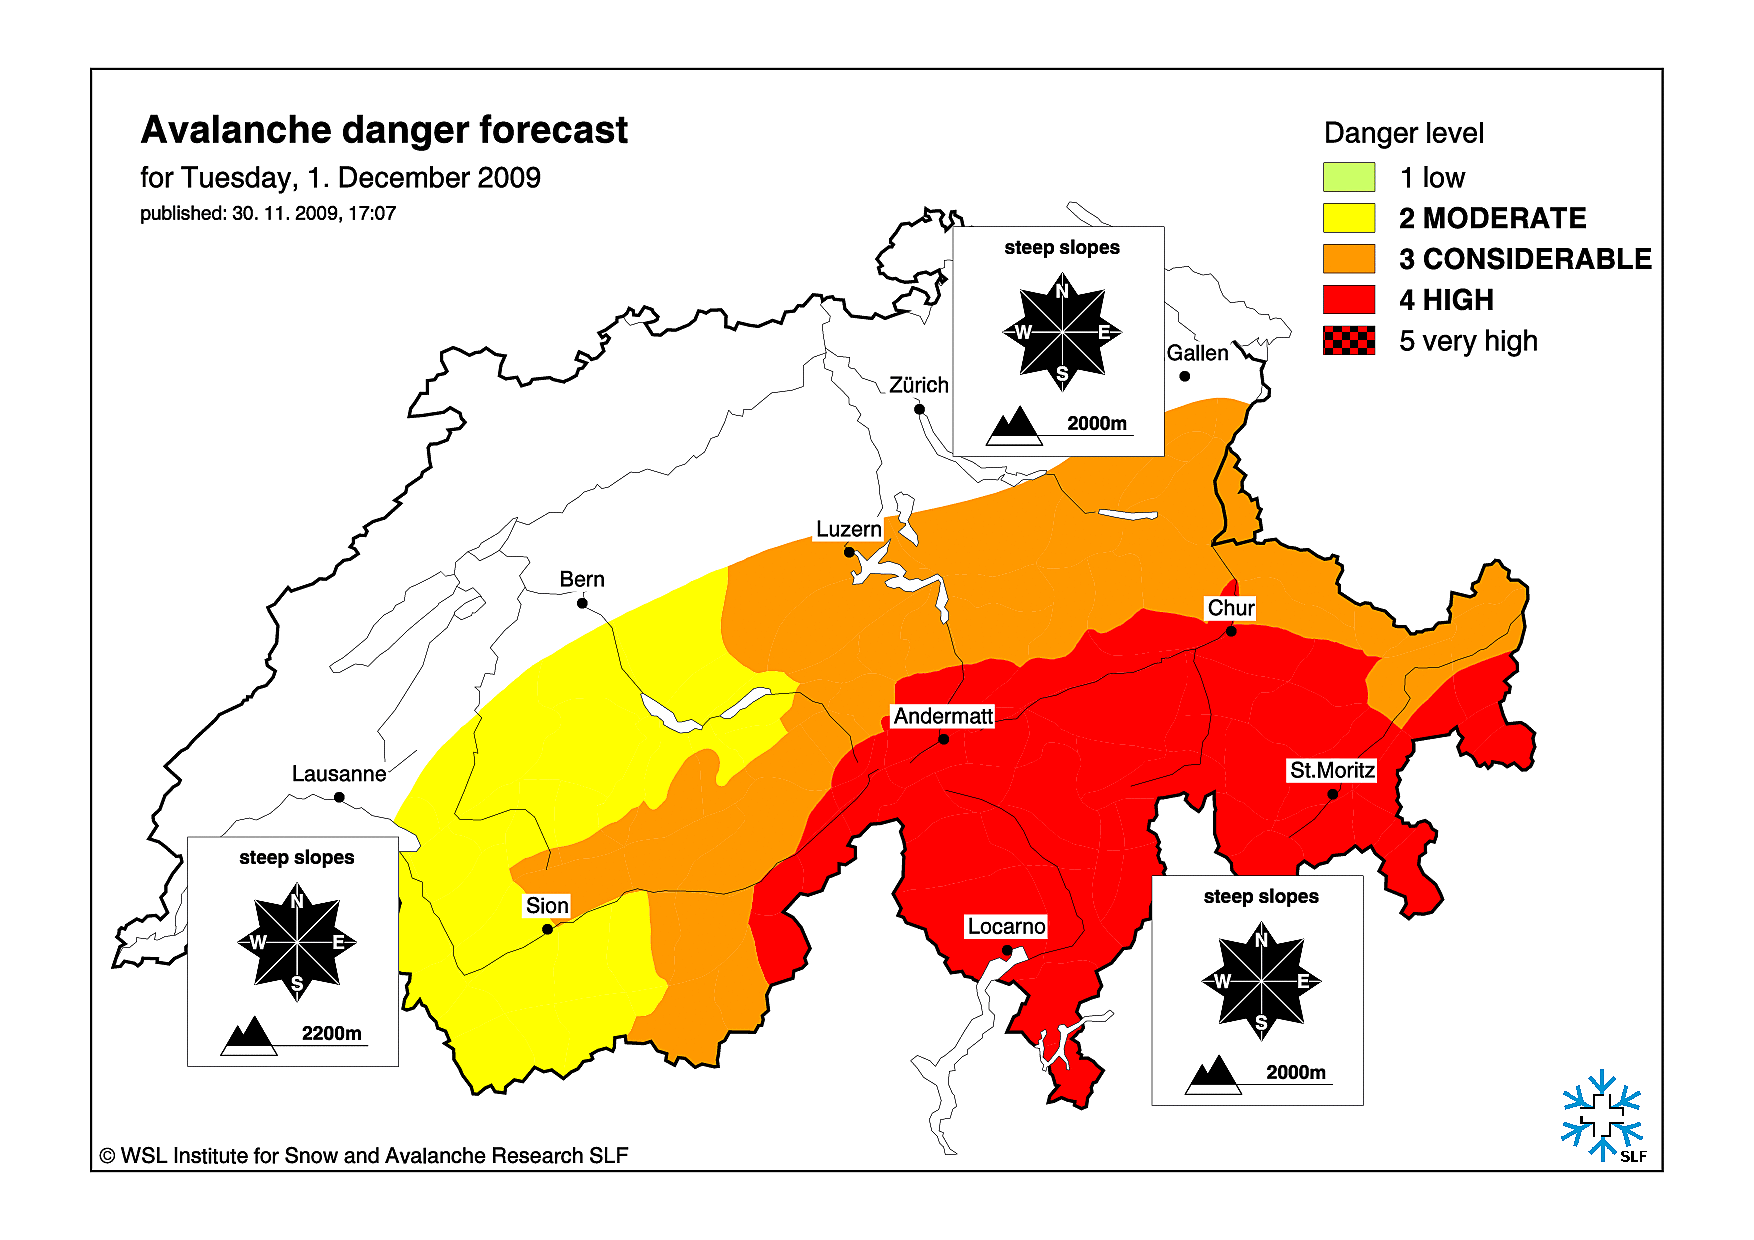 Avalanche danger forecast
for Tuesday, 1. December 2009
published: 30. 11. 2009, 17:07
Danger level
1 low
2 MODERATE
3 CONSIDERABLE
4 HIGH
5 very high
steep slopes
N
W E
S
2000m
Gallen
Zürich
Luzern
Bern
Chur
Andermatt
St.Moritz
Lausanne
Sion
Locarno
steep slopes
N
W E
S
2200m
steep slopes
N
W E
S
2000m
© WSL Institute for Snow and Avalanche Research SLF
SLF